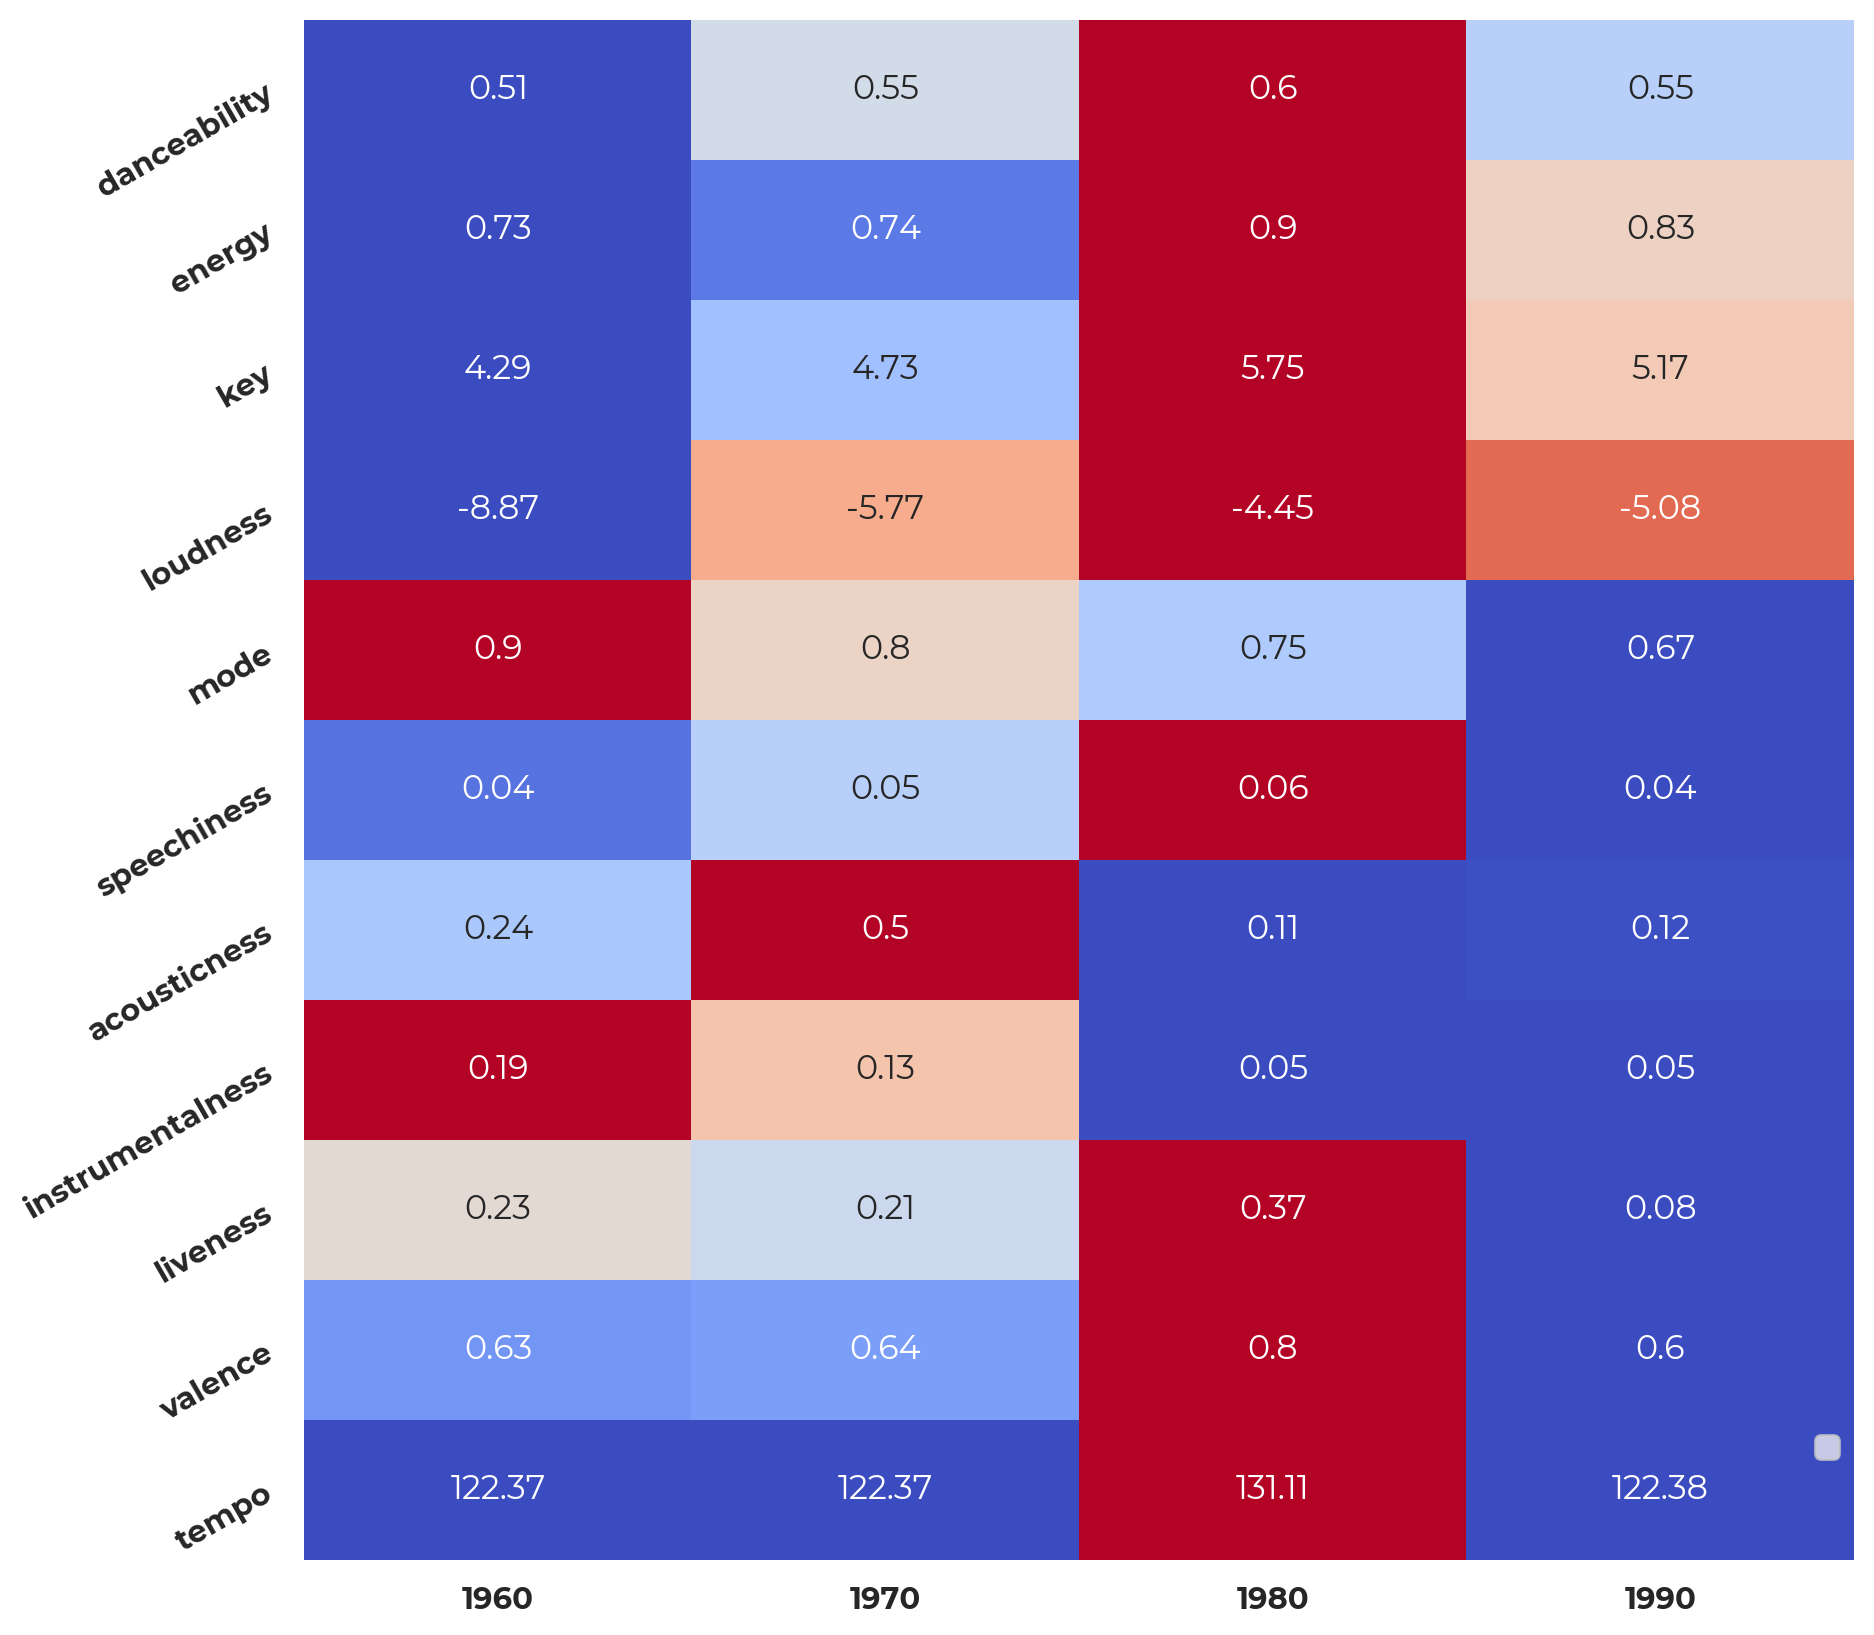 danceability 0.51 0.55 0.6 0.55
energy 0.73 0.74 0.9 0.83
key 4.29 4.73 5.75 5.17
loudness -8.87 -5.77 -4.45 -5.08
mode 0.9 0.8 0.75 0.67
speechiness 0.04 0.05 0.06 0.04
acousticness 0.24 0.5 0.11 0.12
instrumentalness 0.19 0.13 0.05 0.05
liveness 0.23 0.21 0.37 0.08
valence 0.63 0.64 0.8 0.6
tempo 122.37 122.37 131.11 122.38
1960 1970 1980 1990